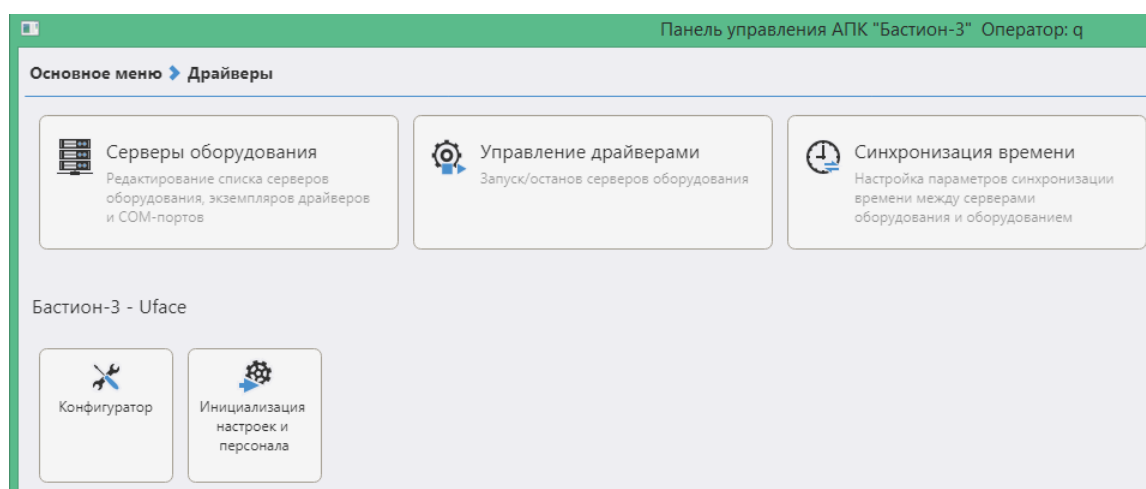 Панель управления АПК "Бастион-3" Оператор: q
Основное меню Драйверы
Серверы оборудования
Редактирование списка серверов
оборудования, экземпляров драйверов
и COM-портов
Управление драйверами
Запуск/останов серверов оборудования
Синхронизация времени
Настройка параметров синхронизации
времени между серверами
оборудования и оборудованием
Бастион-3 - Uface
Конфигуратор
Инициализация
настроек и
персонала